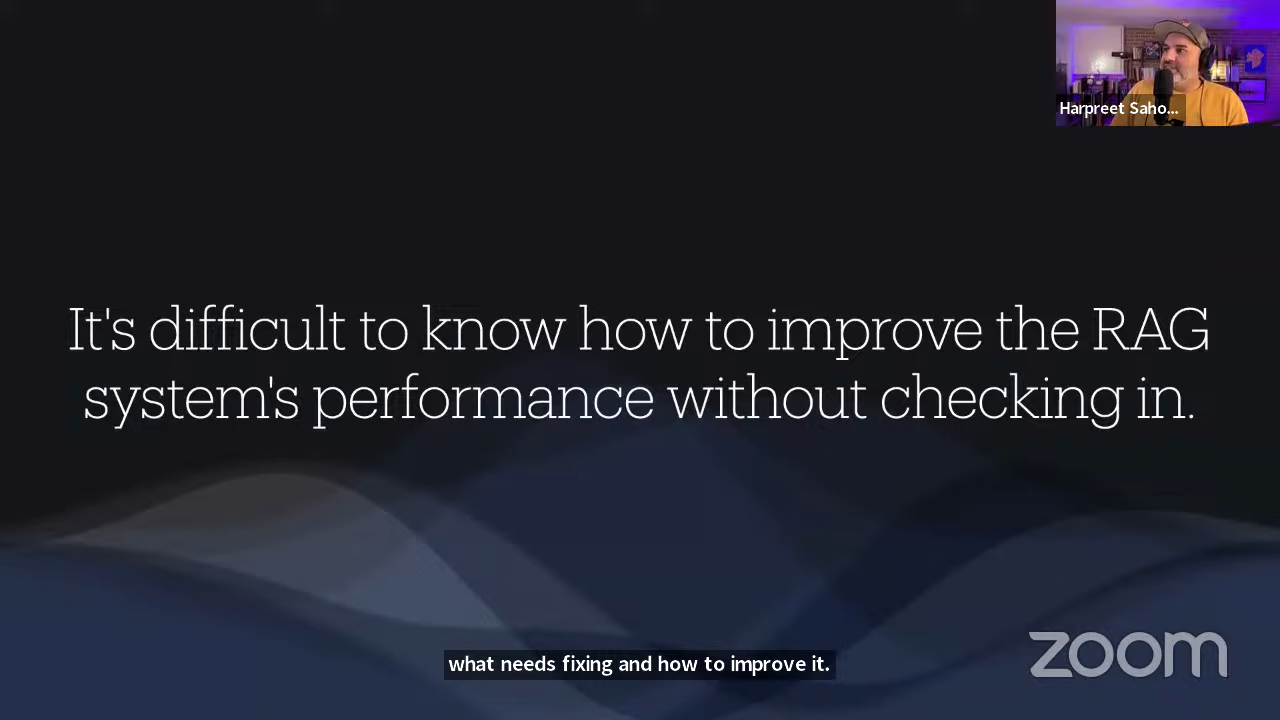 Harpreet Saho...
It's difficult to know how to improve the RAG
system's performance without checking in.
what needs fixing and how to improve it.
zoom